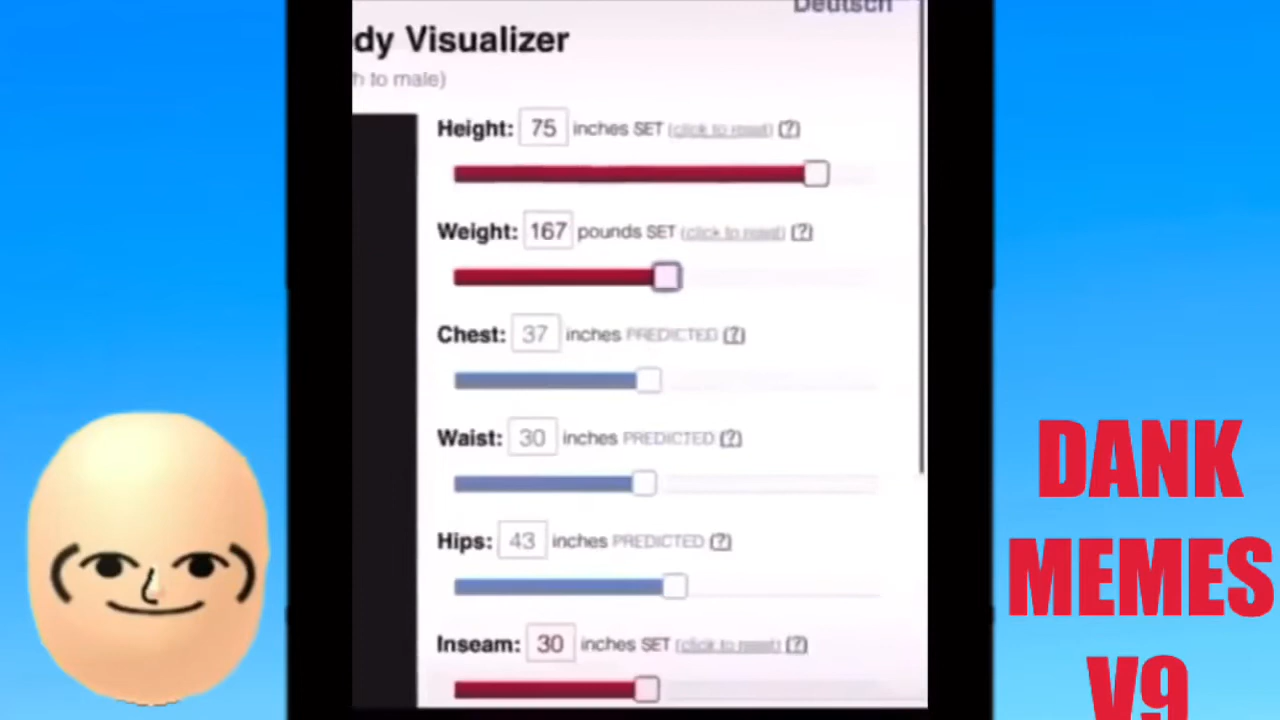 Deutsch
dy Visualizer
h to male)
Height: 75 inches SET (click to reset) (?)
Weight: 167 pounds SET (click to reset) (?)
Chest: 37 inches PREDICTED (?)
Waist: 30 inches PREDICTED (?)
Hips: 43 inches PREDICTED (?)
Inseam: 30 inches SET (click to reset) (?)
DANK
MEMES
V9